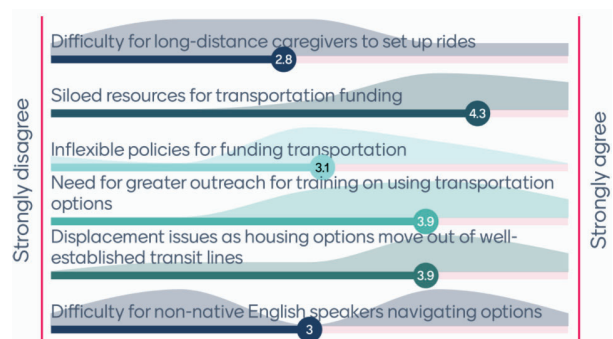 Strongly disagree
Difficulty for long-distance caregivers to set up rides
2.8
Siloed resources for transportation funding
4.3
Inflexible policies for funding transportation
3.1
Need for greater outreach for training on using transportation
options
3.9
Displacement issues as housing options move out of well-
established transit lines
3.9
Difficulty for non-native English speakers navigating options
3
Strongly agree